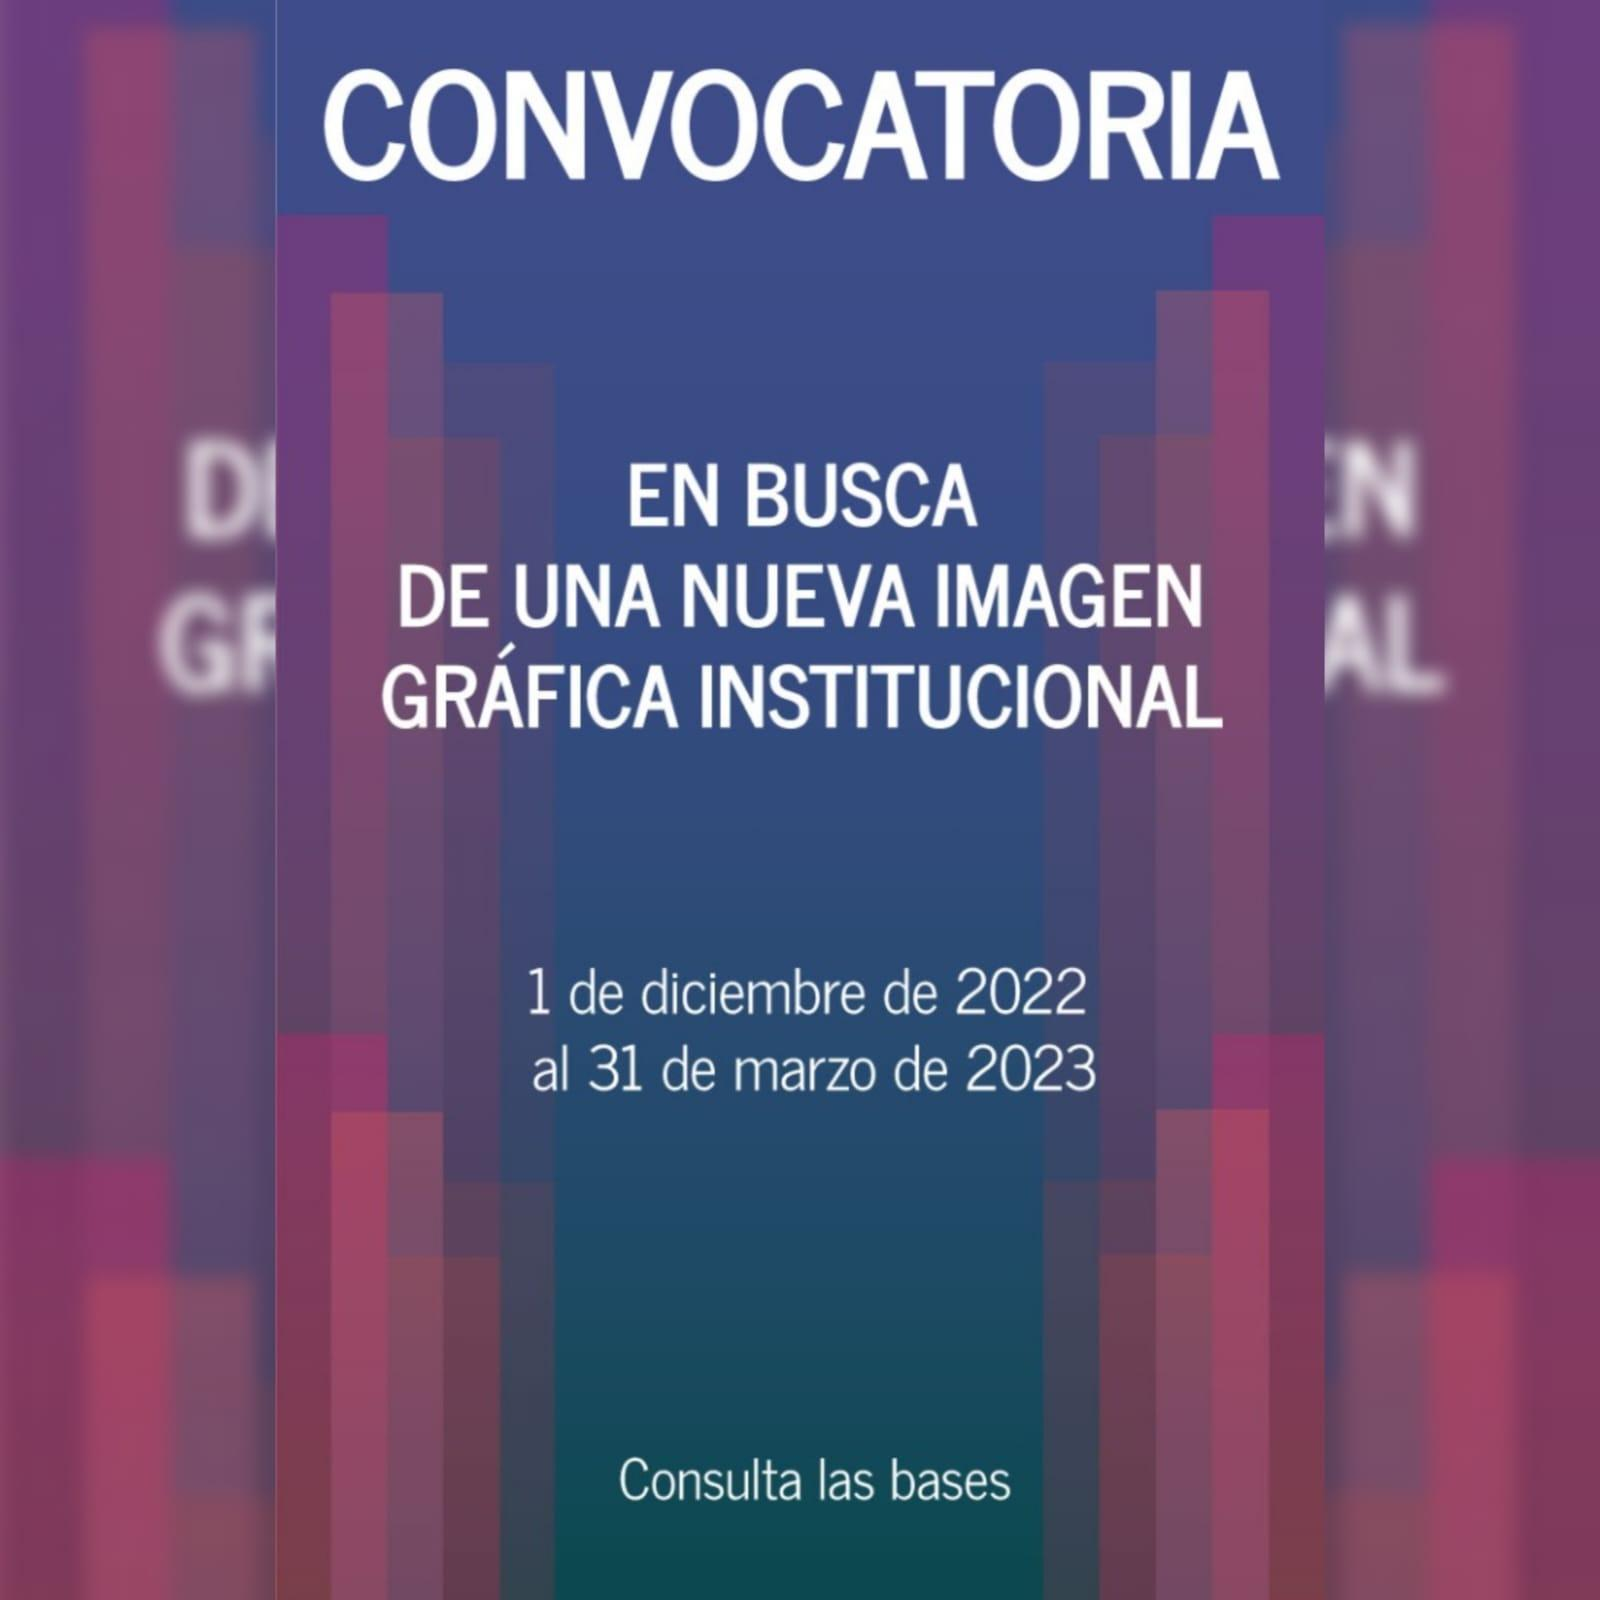 CONVOCATORIA
EN BUSCA
DE UNA NUEVA IMAGEN
GRÁFICA INSTITUCIONAL
1 de diciembre de 2022
al 31 de marzo de 2023
Consulta las bases